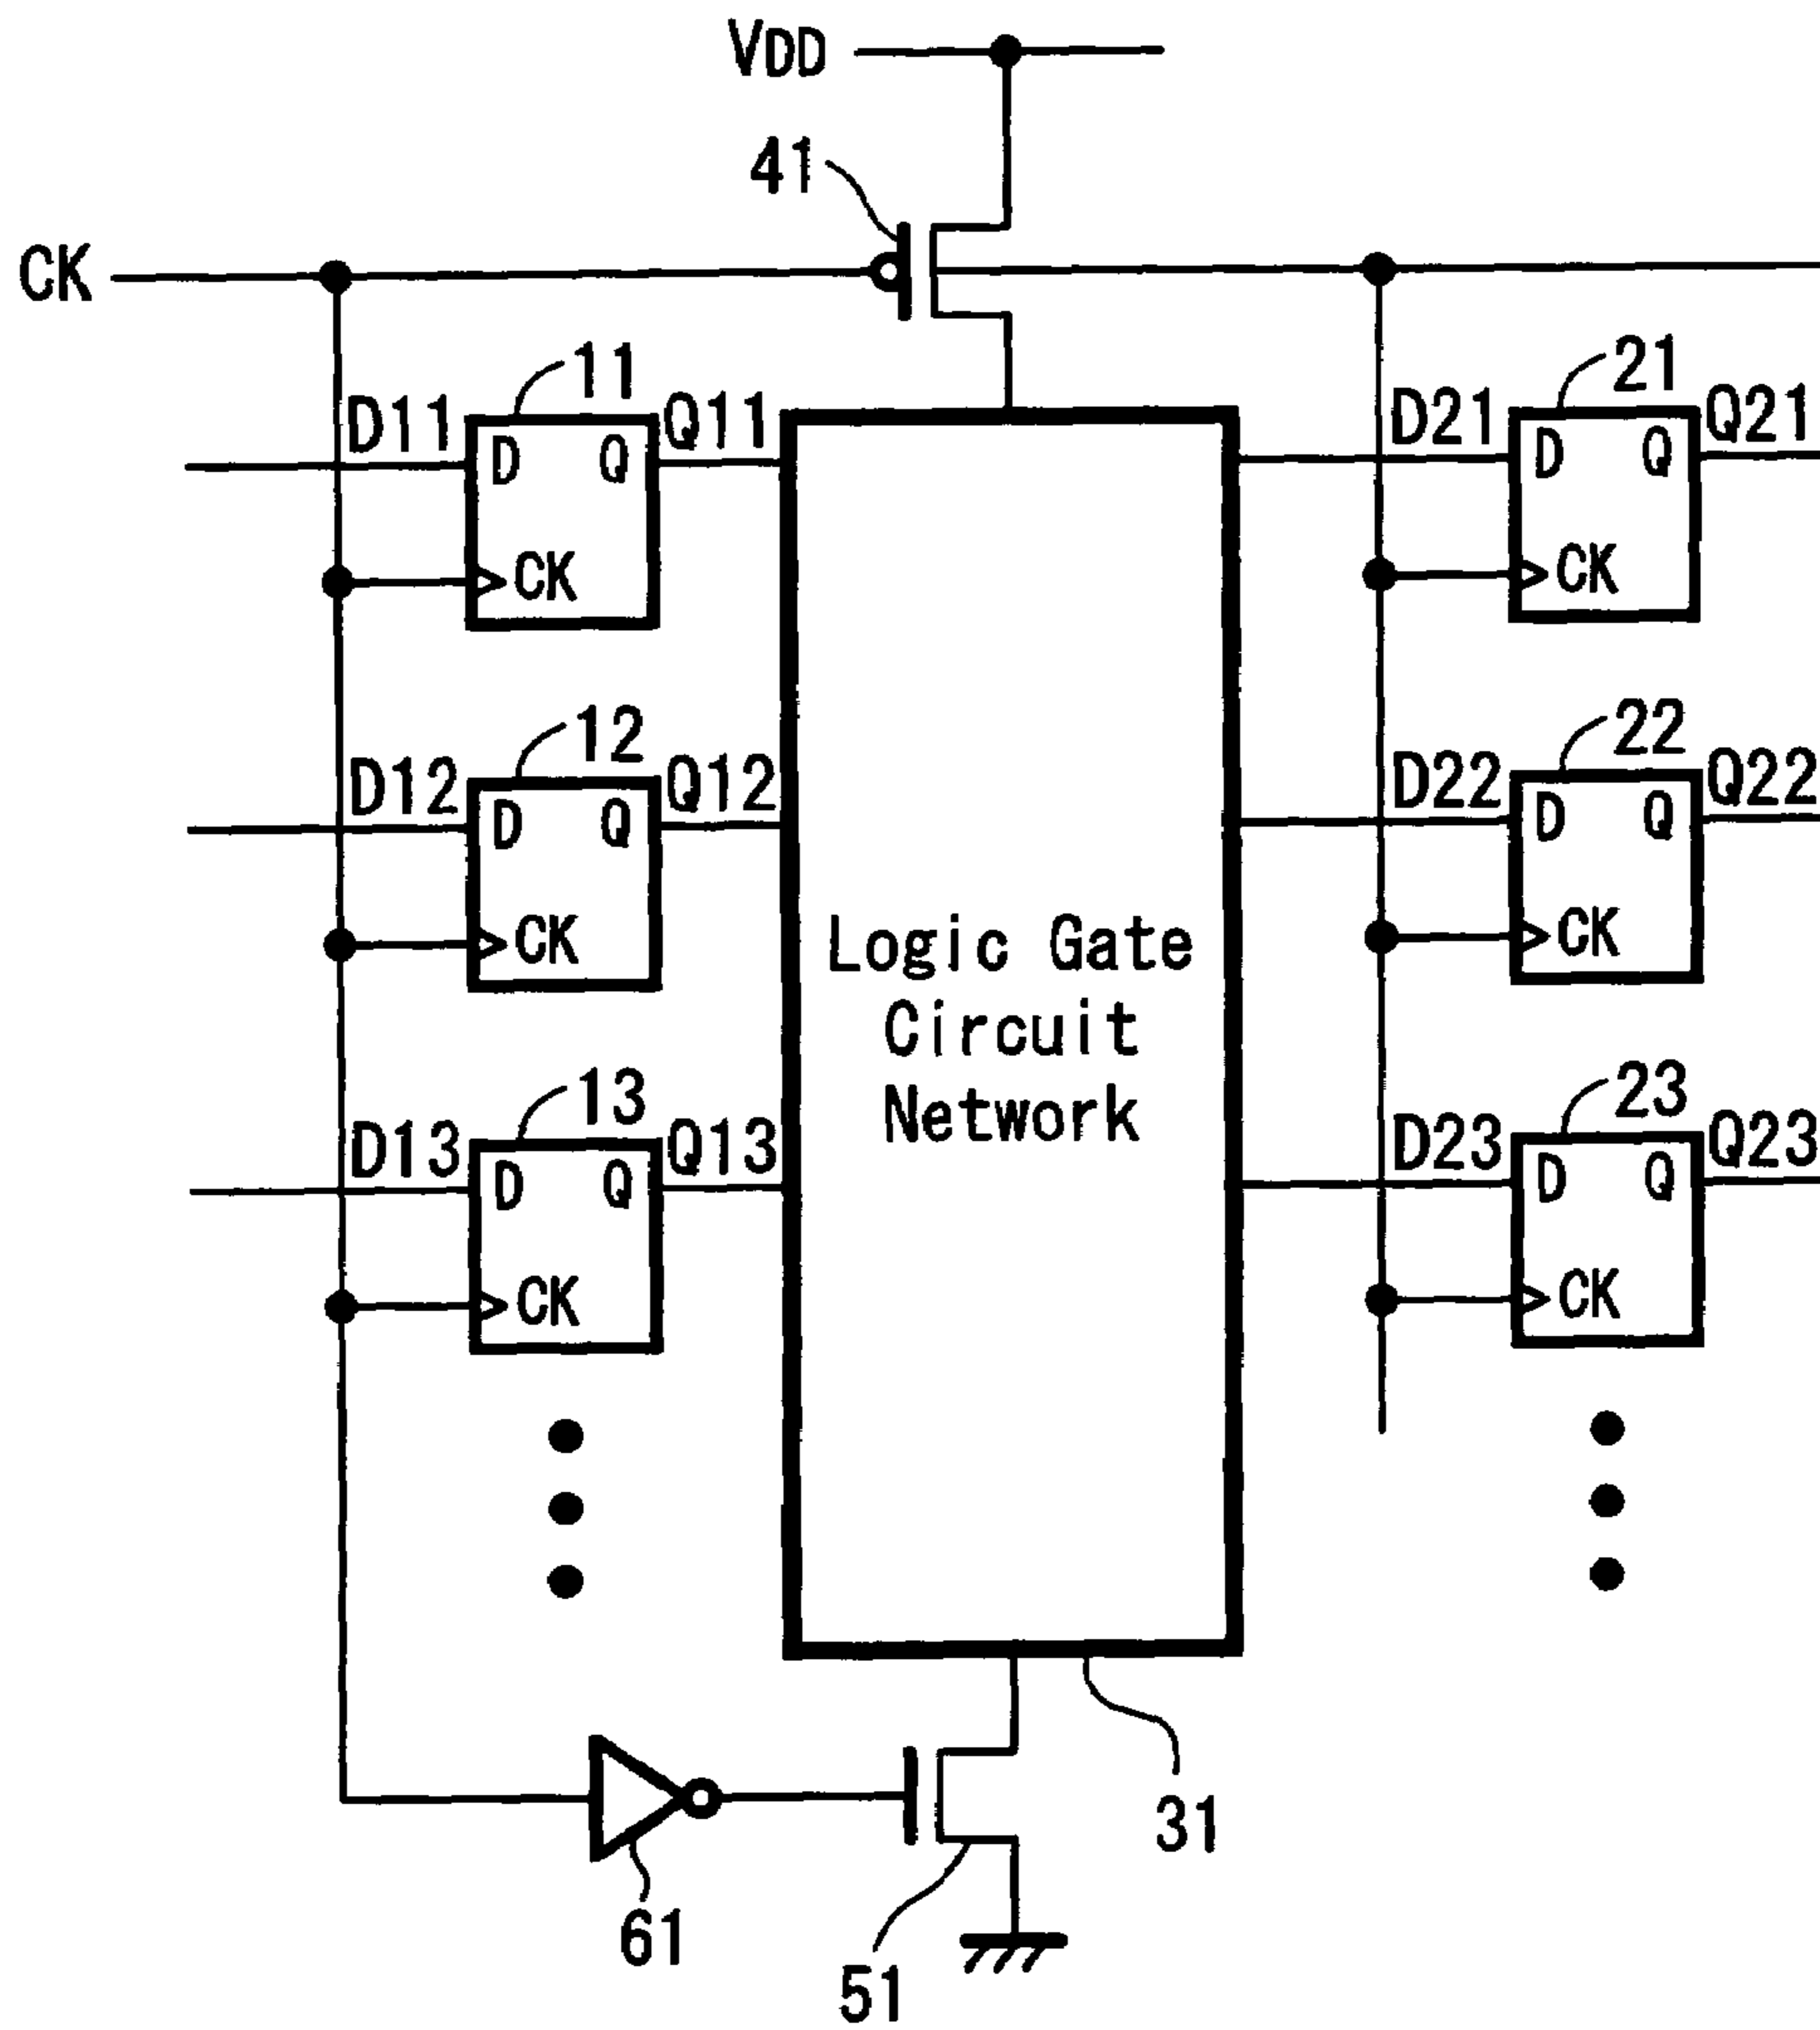 VDD
41
CK
11
21
D11
Q11
D21
Q21
D Q
D Q
CK
CK
12
22
D12
Q12
D22
Q22
D Q
D Q
CK
CK
Logic Gate
Circuit
Network
13
23
D13
Q13
D23
Q23
D Q
D Q
CK
CK
31
61
51